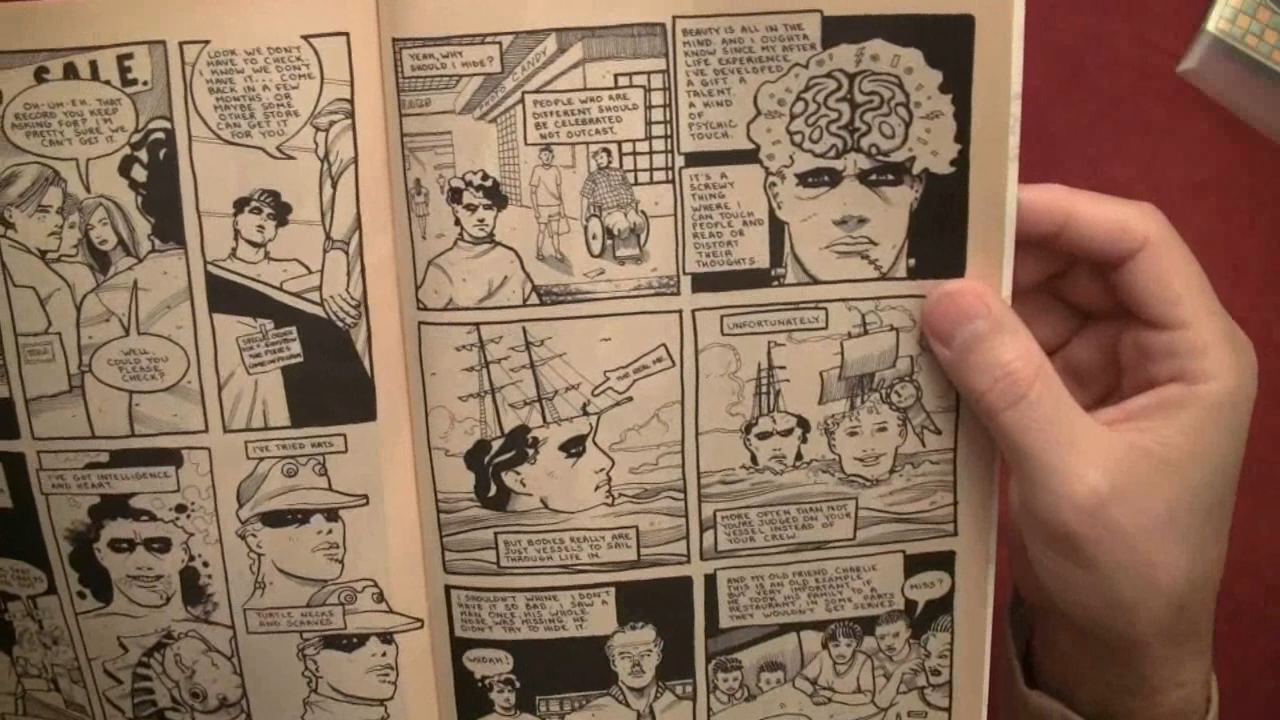 SALE.
OH-UM-EH. THAT
RECORD YOU KEEP
ASKING FOR? I'M
PRETTY SURE WE
CAN'T GET IT.
WELL,
COULD YOU
PLEASE
CHECK?
LOOK WE DON'T
HAVE TO CHECK.
I KNOW WE DON'T
HAVE IT... COME
BACK IN A FEW
MONTHS. OR
MAYBE SOME
OTHER STORE
CAN GET IT
FOR YOU.
SPECIAL ORDER
I'VE GOT INTELLIGENCE
AND HEART.
I'VE TRIED HATS.
TURTLE NECKS
AND SCARVES.
YEAH, WHY
SHOULD I HIDE?
PHOTO CANDY
PEOPLE WHO ARE
DIFFERENT SHOULD
BE CELEBRATED
NOT OUTCAST.
BEAUTY IS ALL IN THE
MIND. AND I OUGHTA
KNOW SINCE MY AFTER
LIFE EXPERIENCE
I'VE DEVELOPED
A GIFT. A
TALENT.
A KIND
OF
PSYCHIC
TOUCH.
IT'S A
SCREWY
THING
WHERE I
CAN TOUCH
PEOPLE AND
READ OR
DISTORT
THEIR
THOUGHTS.
THE REAL ME.
BUT BODIES REALLY ARE
JUST VESSELS TO SAIL
THROUGH LIFE IN.
UNFORTUNATELY.
MORE OFTEN THAN NOT
YOU'RE JUDGED ON YOUR
VESSEL INSTEAD OF
YOUR CREW.
I SHOULDN'T WHINE. I DON'T
HAVE IT SO BAD. I SAW A
MAN ONCE, HIS WHOLE
NOSE WAS MISSING. HE
DIDN'T TRY TO HIDE IT.
WHOAH!
AND MY OLD FRIEND, CHARLIE
THIS IS AN OLD EXAMPLE
BUT VERY IMPORTANT. IF
HE TOOK HIS FAMILY TO A
RESTAURANT, IN SOME PARTS
THEY WOULDN'T GET SERVED.
MISS?